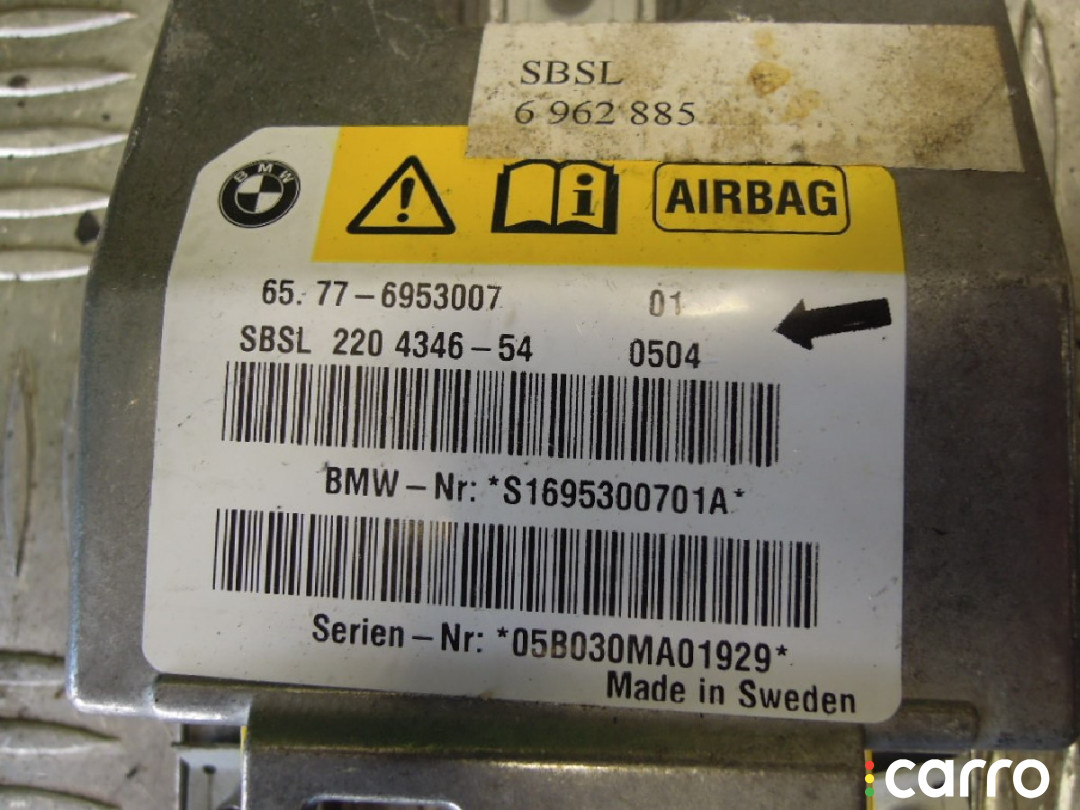 SBSL
6 962 885
BMW
AIRBAG
65.77-6953007 01
SBSL 220 4346-54 0504
BMW-Nr: *S1695300701A*
Serien-Nr: *05B030MA01929*
Made in Sweden
carro